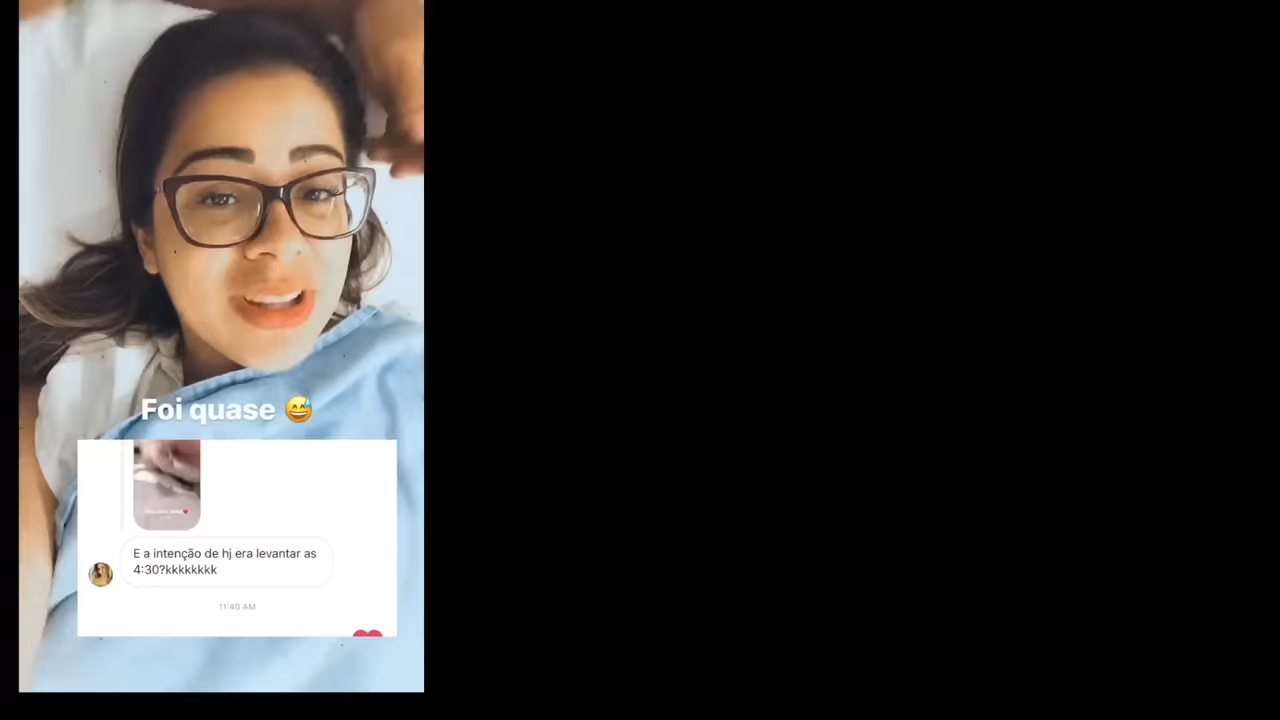 Foi quase 😅
E a intenção de hj era levantar as
4:30?kkkkkkkk
11:40 AM